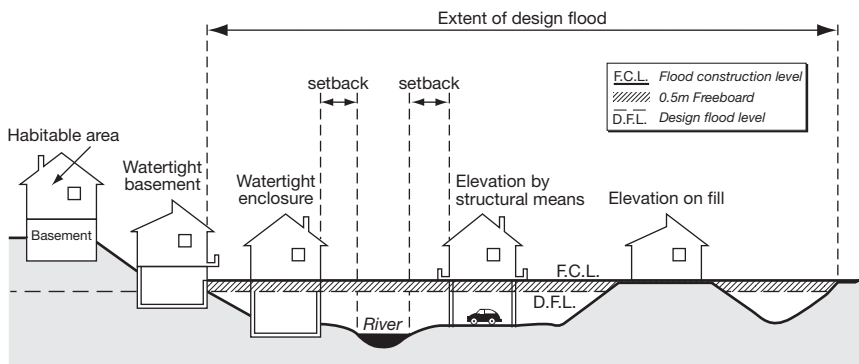 Extent of design flood
setback
setback
F.C.L. Flood construction level
0.5m Freeboard
D.F.L. Design flood level
Habitable area
Watertight
basement
Watertight
enclosure
Elevation by
structural means
Elevation on fill
Basement
F.C.L.
D.F.L.
River